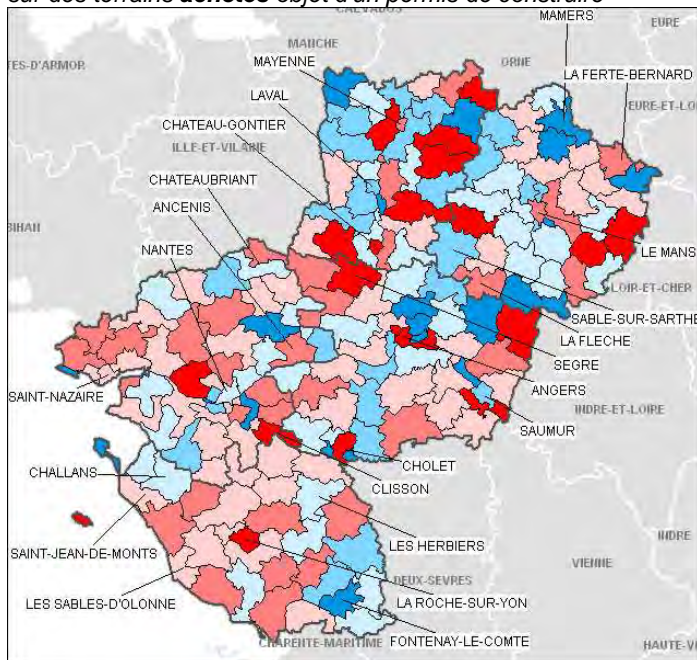 sur des terrains achetés objet d'un permis de construire
CALVADOS
MAMERS
EURE
MANCHE
ORNE
MAYENNE
LA FERTE-BERNARD
TES-D'ARMOR
LAVAL
EURE-ET-LOI
CHATEAU-GONTIER
ILLE-ET-VILAINE
CHATEAUBRIANT
ANCENIS
BIHAN
NANTES
LE MANS
LOIR-ET-CHER
SABLE-SUR-SARTHE
LA FLECHE
SEGRE
SAINT-NAZAIRE
ANGERS
INDRE-ET-LOIRE
SAUMUR
CHALLANS
CHOLET
CLISSON
INDRE
SAINT-JEAN-DE-MONTS
LES HERBIERS
VIENNE
DEUX-SEVRES
LES SABLES-D'OLONNE
LA ROCHE-SUR-YON
FONTENAY-LE-COMTE
CHARENTE-MARITIME
HAUTE-VI